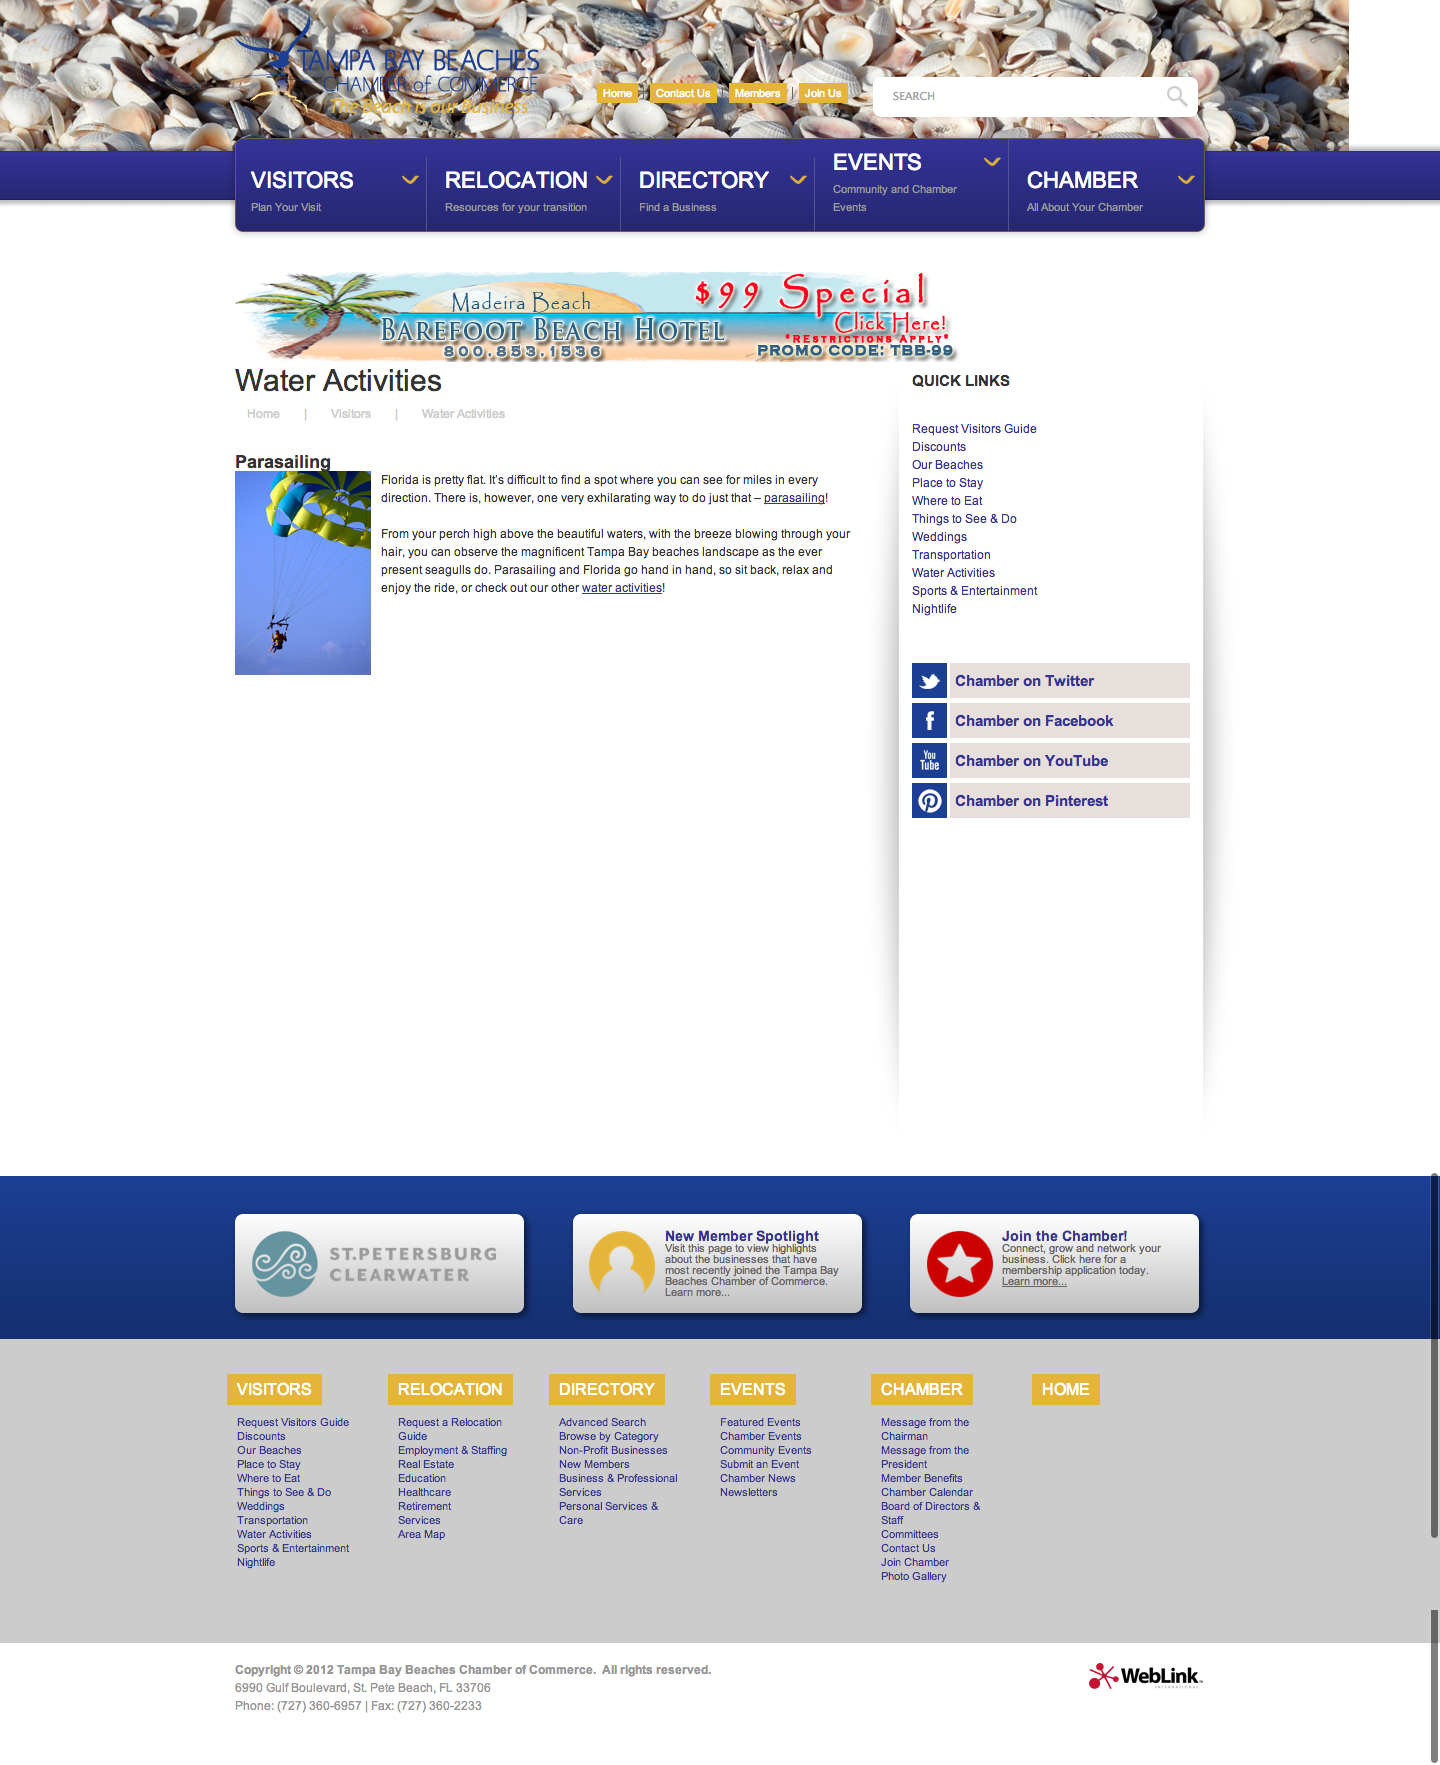 TAMPA BAY BEACHES
CHAMBER of COMMERCE
The Beach is our Business
Home | Contact Us Members | Join Us
SEARCH
VISITORS
Plan Your Visit
RELOCATION
Resources for your transition
DIRECTORY
Find a Business
EVENTS
Community and Chamber
Events
CHAMBER
All About Your Chamber
Madeira Beach
BAREFOOT BEACH HOTEL
800.853.1536
$99 Special
Click Here!
*RESTRICTIONS APPLY*
PROMO CODE: TBB-99
Water Activities
Home | Visitors | Water Activities
Parasailing
Florida is pretty flat. It's difficult to find a spot where you can see for miles in every
direction. There is, however, one very exhilarating way to do just that – parasailing!
From your perch high above the beautiful waters, with the breeze blowing through your
hair, you can observe the magnificent Tampa Bay beaches landscape as the ever
present seagulls do. Parasailing and Florida go hand in hand, so sit back, relax and
enjoy the ride, or check out our other water activities!
QUICK LINKS
Request Visitors Guide
Discounts
Our Beaches
Place to Stay
Where to Eat
Things to See & Do
Weddings
Transportation
Water Activities
Sports & Entertainment
Nightlife
Chamber on Twitter
f Chamber on Facebook
You
Tube
Chamber on YouTube
Chamber on Pinterest
ST.PETERSBURG
CLEARWATER
New Member Spotlight
Visit this page to view highlights
about the businesses that have
most recently joined the Tampa Bay
Beaches Chamber of Commerce.
Learn more...
Join the Chamber!
Connect, grow and network your
business. Click here for a
membership application today.
Learn more...
VISITORS
Request Visitors Guide
Discounts
Our Beaches
Place to Stay
Where to Eat
Things to See & Do
Weddings
Transportation
Water Activities
Sports & Entertainment
Nightlife
RELOCATION
Request a Relocation
Guide
Employment & Staffing
Real Estate
Education
Healthcare
Retirement
Services
Area Map
DIRECTORY
Advanced Search
Browse by Category
Non-Profit Businesses
New Members
Business & Professional
Services
Personal Services &
Care
EVENTS
Featured Events
Chamber Events
Community Events
Submit an Event
Chamber News
Newsletters
CHAMBER
Message from the
Chairman
Message from the
President
Member Benefits
Chamber Calendar
Board of Directors &
Staff
Committees
Contact Us
Join Chamber
Photo Gallery
HOME
Copyright © 2012 Tampa Bay Beaches Chamber of Commerce. All rights reserved.
6990 Gulf Boulevard, St. Pete Beach, FL 33706
Phone: (727) 360-6957 | Fax: (727) 360-2233
WebLink
INTERNATIONAL